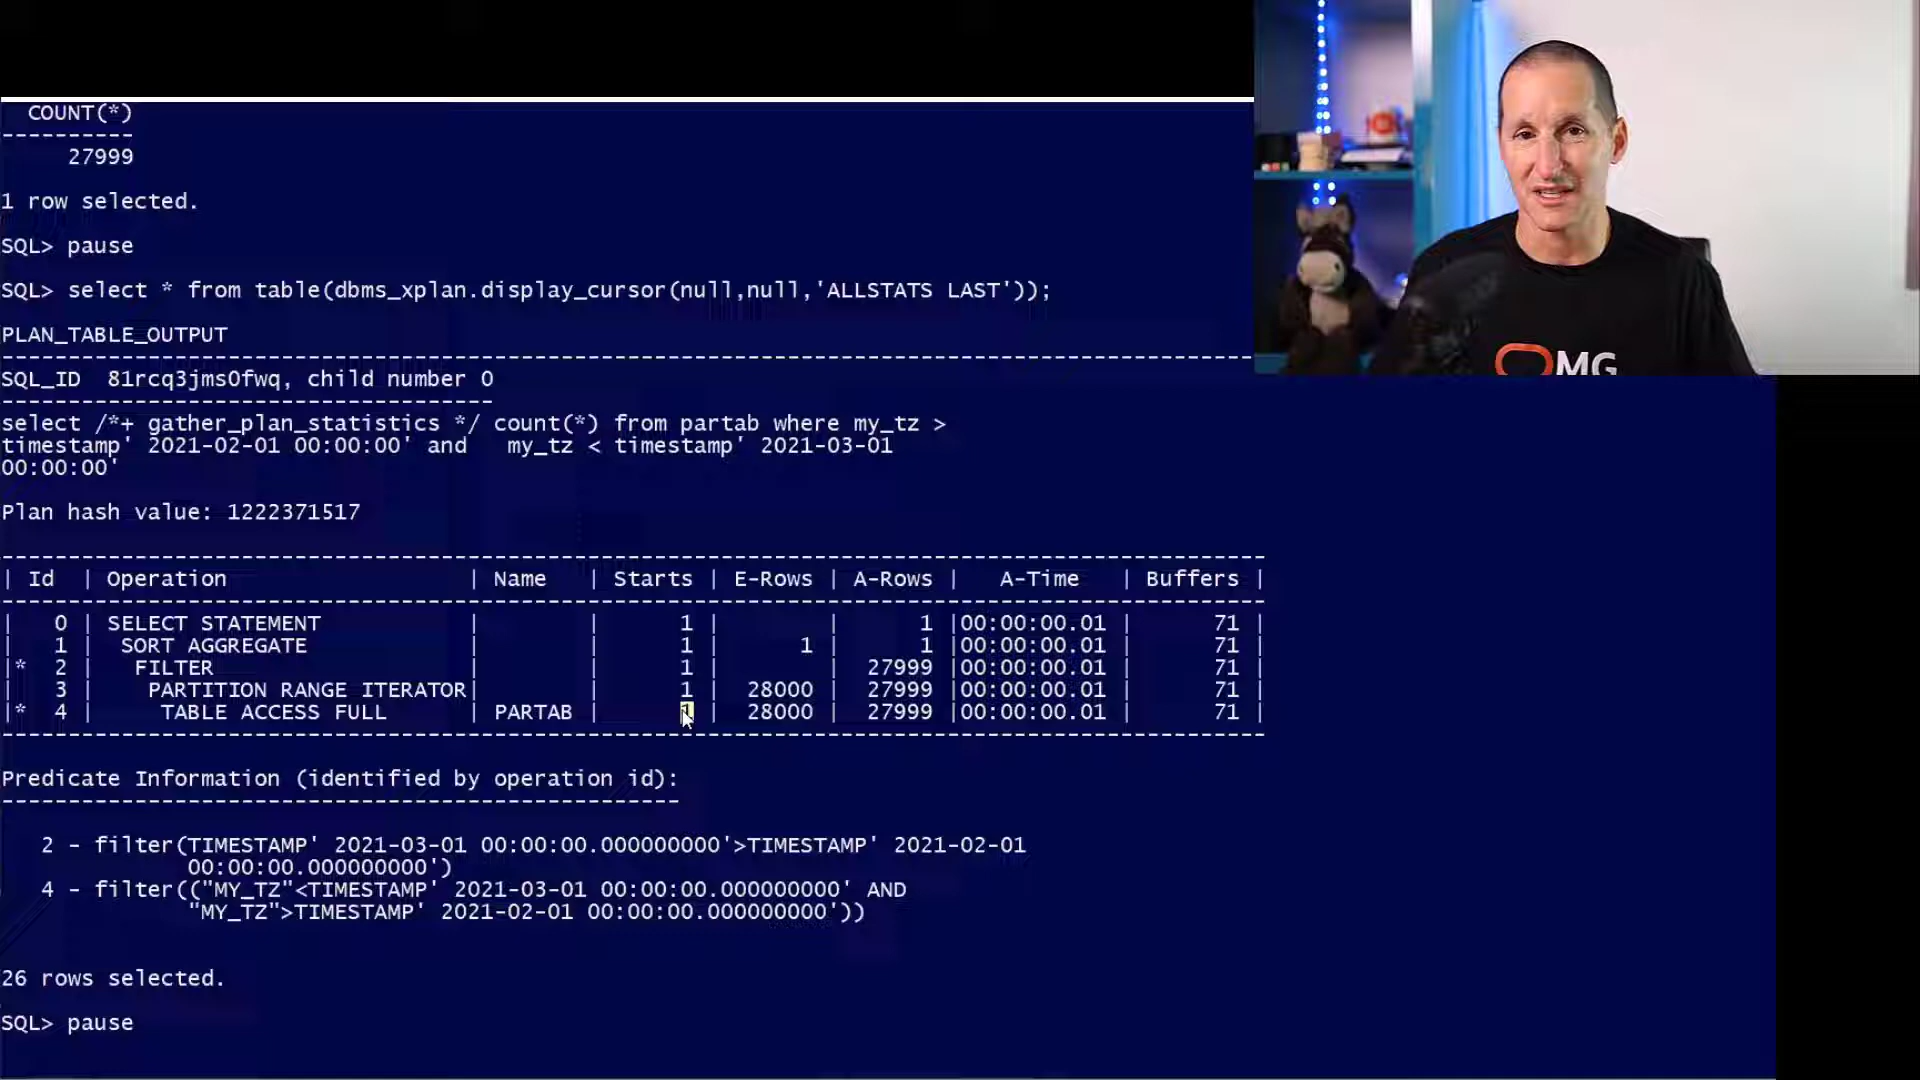 COUNT(*)
----------
27999
1 row selected.
SQL> pause
SQL> select * from table(dbms_xplan.display_cursor(null,null,'ALLSTATS LAST'));
PLAN_TABLE_OUTPUT
----------------------------------------------------------------------------------------------
SQL_ID  81rcq3jms0fwq, child number 0
-------------------------------------
select /*+ gather_plan_statistics */ count(*) from partab where my_tz >
timestamp' 2021-02-01 00:00:00' and   my_tz < timestamp' 2021-03-01
00:00:00'
Plan hash value: 1222371517
-----------------------------------------------------------------------------------------------
| Id  | Operation                  | Name   | Starts | E-Rows | A-Rows |   A-Time   | Buffers |
-----------------------------------------------------------------------------------------------
|   0 | SELECT STATEMENT           |        |      1 |        |      1 |00:00:00.01 |      71 |
|   1 |  SORT AGGREGATE            |        |      1 |      1 |      1 |00:00:00.01 |      71 |
|*  2 |   FILTER                   |        |      1 |        |  27999 |00:00:00.01 |      71 |
|   3 |    PARTITION RANGE ITERATOR|        |      1 |  28000 |  27999 |00:00:00.01 |      71 |
|*  4 |     TABLE ACCESS FULL      | PARTAB |      1 |  28000 |  27999 |00:00:00.01 |      71 |
-----------------------------------------------------------------------------------------------
Predicate Information (identified by operation id):
---------------------------------------------------
2 - filter(TIMESTAMP' 2021-03-01 00:00:00.000000000'>TIMESTAMP' 2021-02-01
00:00:00.000000000')
4 - filter(("MY_TZ"<TIMESTAMP' 2021-03-01 00:00:00.000000000' AND
"MY_TZ">TIMESTAMP' 2021-02-01 00:00:00.000000000'))
26 rows selected.
SQL> pause
OMG